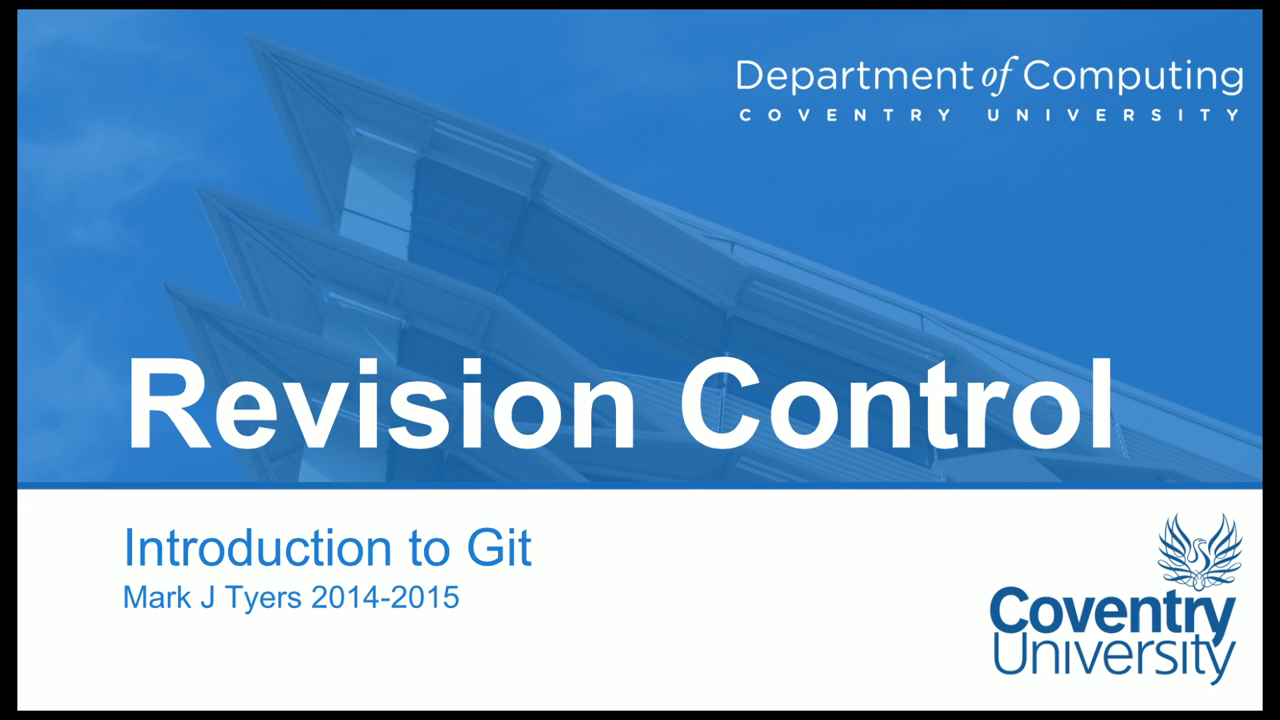 Department of Computing
COVENTRY UNIVERSITY
Revision Control
Introduction to Git
Mark J Tyers 2014-2015
Coventry
University